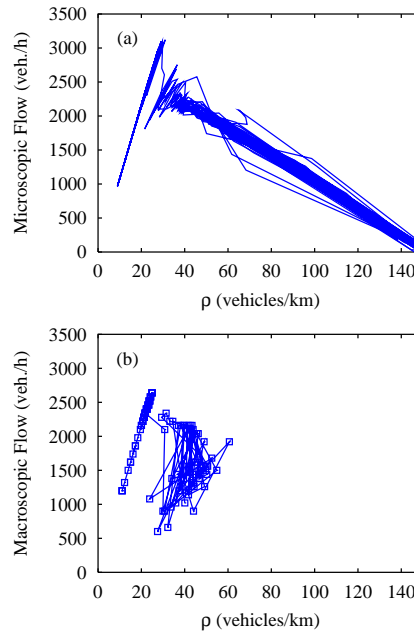 3500
(a)
3000
2500
2000
1500
1000
500
0
Microscopic Flow (veh./h)
0 20 40 60 80 100 120 140
ρ (vehicles/km)
3500
(b)
3000
2500
2000
1500
1000
500
0
Macroscopic Flow (veh./h)
0 20 40 60 80 100 120 140
ρ (vehicles/km)